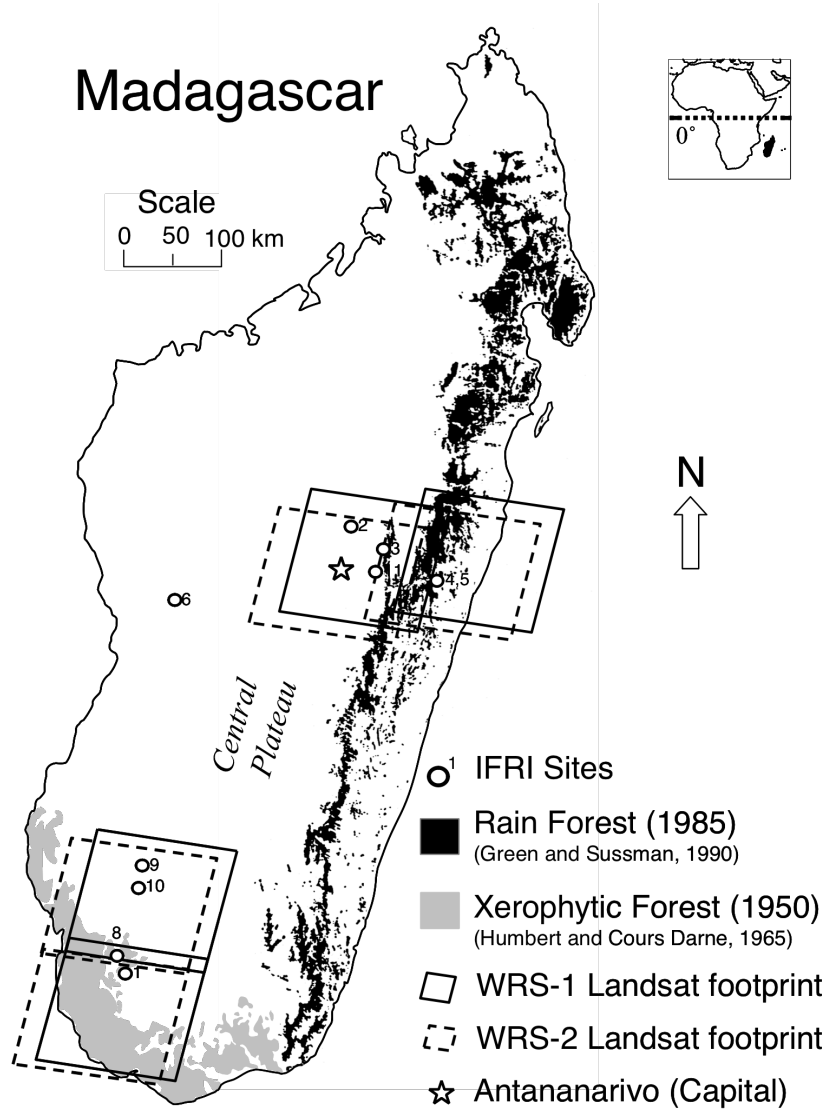 Madagascar
0°
Scale
0 50 100 km
N
2
3
1
4,5
6
Central
Plateau
9
10
8
1
1 IFRI Sites
Rain Forest (1985)
(Green and Sussman, 1990)
Xerophytic Forest (1950)
(Humbert and Cours Darne, 1965)
WRS-1 Landsat footprint
WRS-2 Landsat footprint
Antananarivo (Capital)